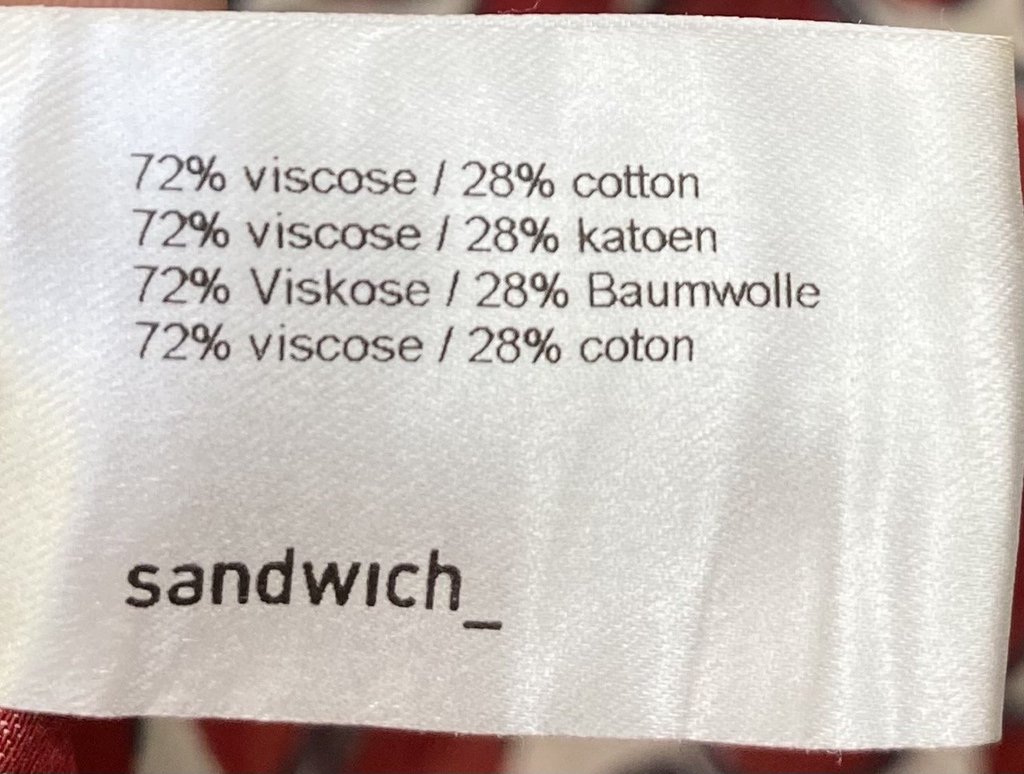 72% viscose / 28% cotton
72% viscose / 28% katoen
72% Viskose / 28% Baumwolle
72% viscose / 28% coton
sandwich_